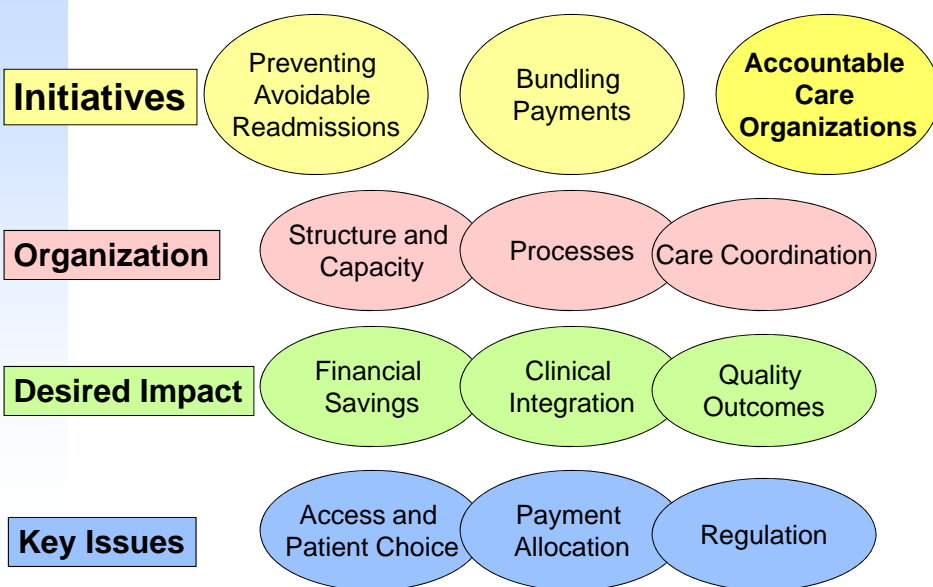 Initiatives
Preventing
Avoidable
Readmissions
Bundling
Payments
Accountable
Care
Organizations
Organization
Structure and
Capacity
Processes
Care Coordination
Desired Impact
Financial
Savings
Clinical
Integration
Quality
Outcomes
Key Issues
Access and
Patient Choice
Payment
Allocation
Regulation